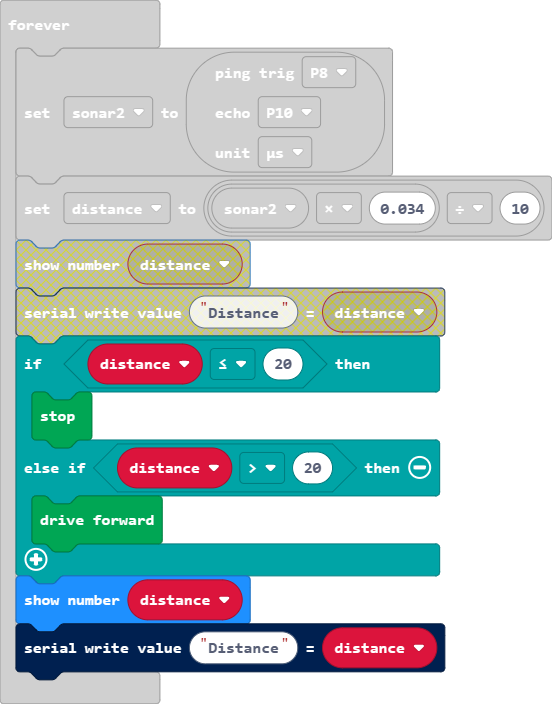 forever
ping trig P8
set sonar2 to echo P10
unit µs
set distance to sonar2 × 0.034 ÷ 10
show number distance
serial write value "Distance" = distance
if distance ≤ 20 then
stop
else if distance > 20 then
drive forward
show number distance
serial write value "Distance" = distance